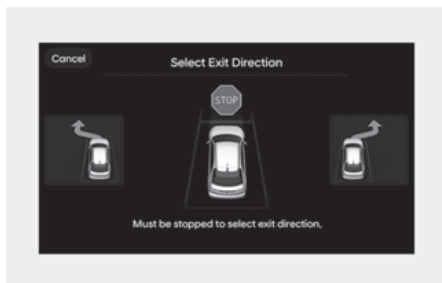 Cancel
Select Exit Direction
STOP
Must be stopped to select exit direction.